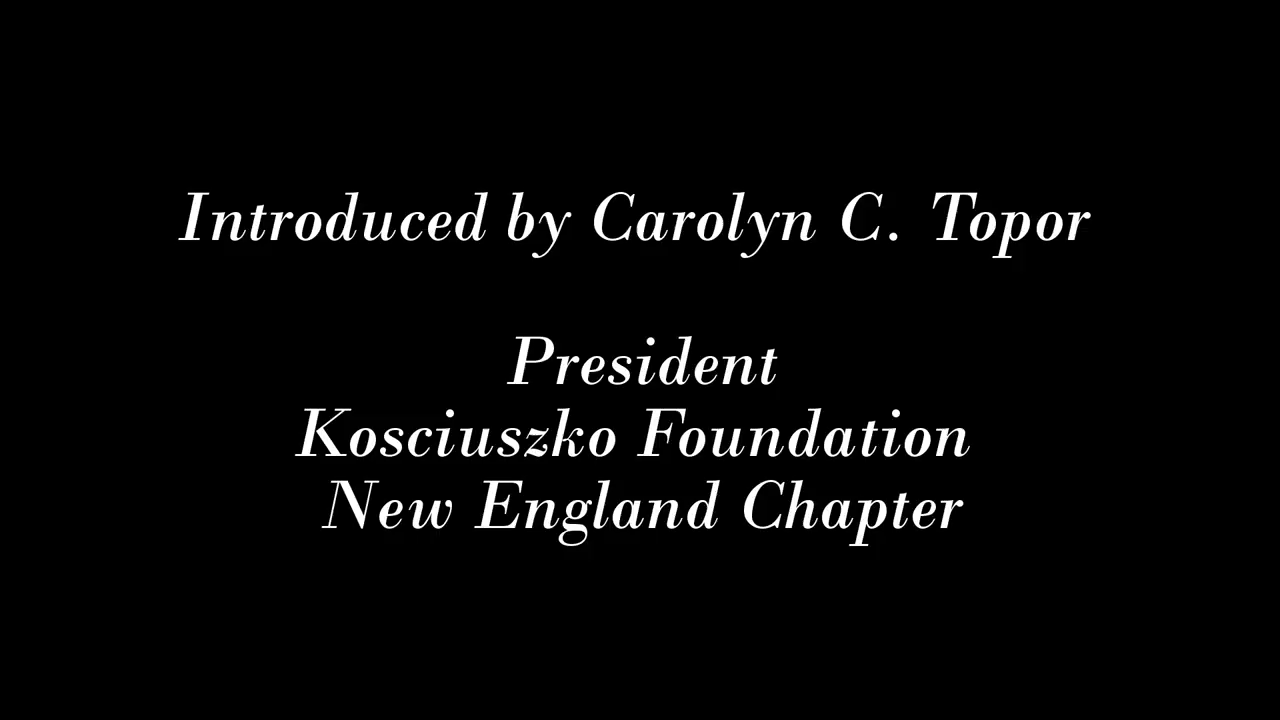 Introduced by Carolyn C. Topor
President
Kosciuszko Foundation
New England Chapter